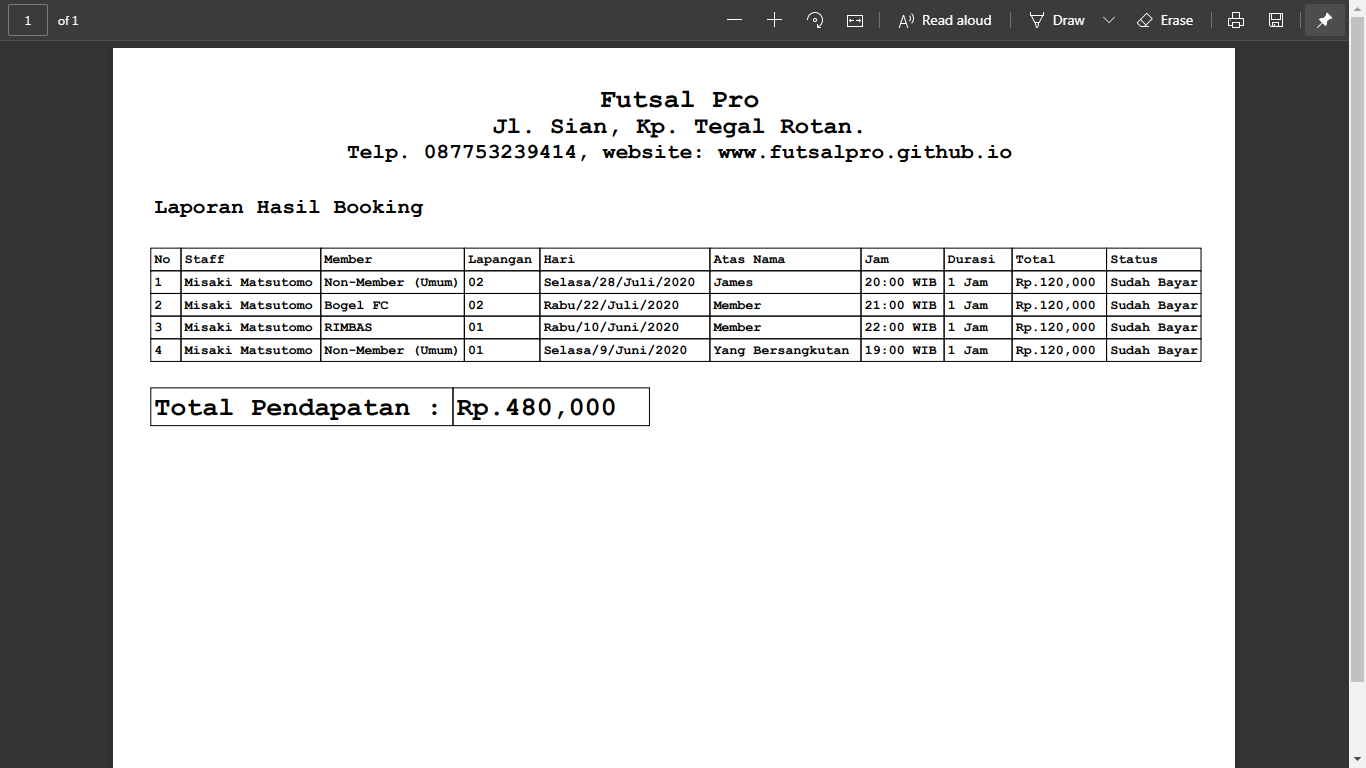 1 of 1 Read aloud Draw Erase
Futsal Pro
Jl. Sian, Kp. Tegal Rotan.
Telp. 087753239414, website: www.futsalpro.github.io
Laporan Hasil Booking
No Staff Member Lapangan Hari Atas Nama Jam Durasi Total Status
1 Misaki Matsutomo Non-Member (Umum) 02 Selasa/28/Juli/2020 James 20:00 WIB 1 Jam Rp.120,000 Sudah Bayar
2 Misaki Matsutomo Bogel FC 02 Rabu/22/Juli/2020 Member 21:00 WIB 1 Jam Rp.120,000 Sudah Bayar
3 Misaki Matsutomo RIMBAS 01 Rabu/10/Juni/2020 Member 22:00 WIB 1 Jam Rp.120,000 Sudah Bayar
4 Misaki Matsutomo Non-Member (Umum) 01 Selasa/9/Juni/2020 Yang Bersangkutan 19:00 WIB 1 Jam Rp.120,000 Sudah Bayar
Total Pendapatan : Rp.480,000